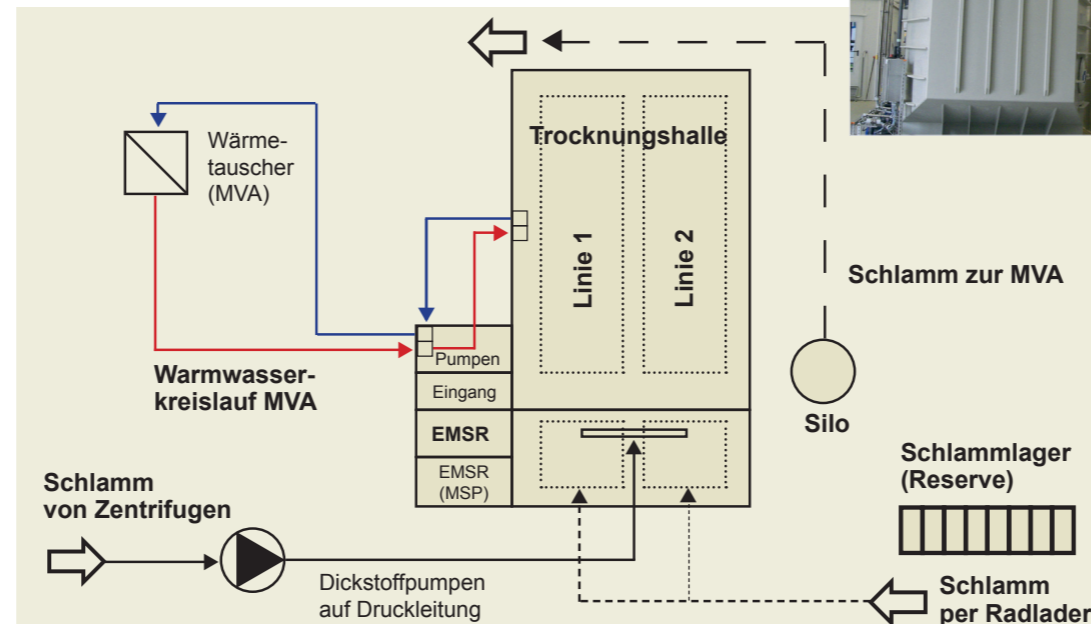 Trocknungshalle
Wärme-
tauscher
(MVA)
Linie 1
Linie 2
Schlamm zur MVA
Pumpen
Warmwasser-
kreislauf MVA
Eingang
Silo
EMSR
EMSR
(MSP)
Schlammlager
(Reserve)
Schlamm
von Zentrifugen
Dickstoffpumpen
auf Druckleitung
Schlamm
per Radlader